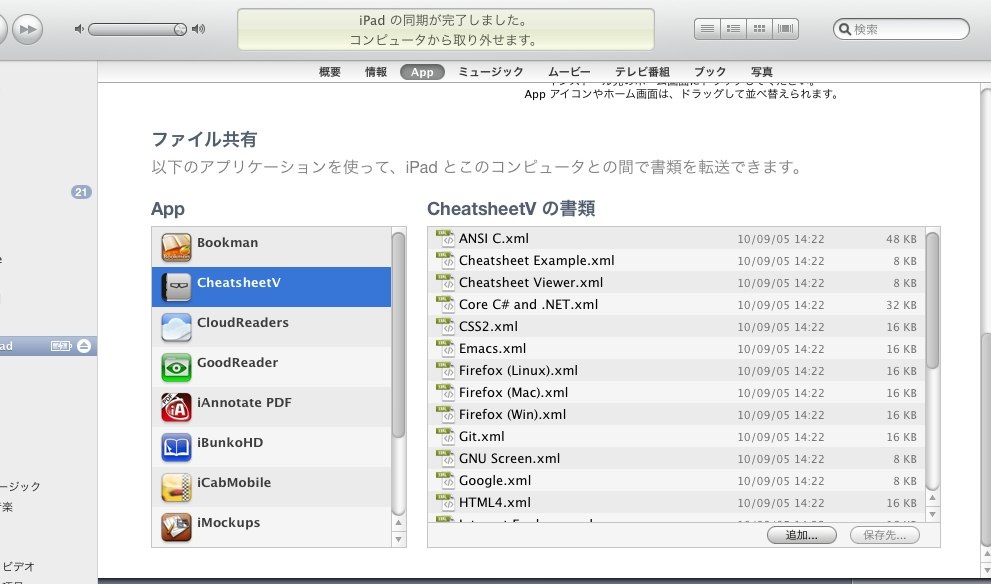 iPad の同期が完了しました。
コンピュータから取り外せます。
検索
概要 情報 App ミュージック ムービー テレビ番組 ブック 写真
App アイコンやホーム画面は、ドラッグして並べ替えられます。
ファイル共有
以下のアプリケーションを使って、iPad とこのコンピュータとの間で書類を転送できます。
21
App
Bookman
CheatsheetV
CloudReaders
GoodReader
iAnnotate PDF
iBunkoHD
iCabMobile
iMockups
CheatsheetV の書類
ANSI C.xml 10/09/05 14:22 48 KB
Cheatsheet Example.xml 10/09/05 14:22 8 KB
Cheatsheet Viewer.xml 10/09/05 14:22 8 KB
Core C# and .NET.xml 10/09/05 14:22 32 KB
CSS2.xml 10/09/05 14:22 16 KB
Emacs.xml 10/09/05 14:22 16 KB
Firefox (Linux).xml 10/09/05 14:22 16 KB
Firefox (Mac).xml 10/09/05 14:22 16 KB
Firefox (Win).xml 10/09/05 14:22 16 KB
Git.xml 10/09/05 14:22 16 KB
GNU Screen.xml 10/09/05 14:22 8 KB
Google.xml 10/09/05 14:22 8 KB
HTML4.xml 10/09/05 14:22 16 KB
追加... 保存先...
ad
ージック
ビデオ